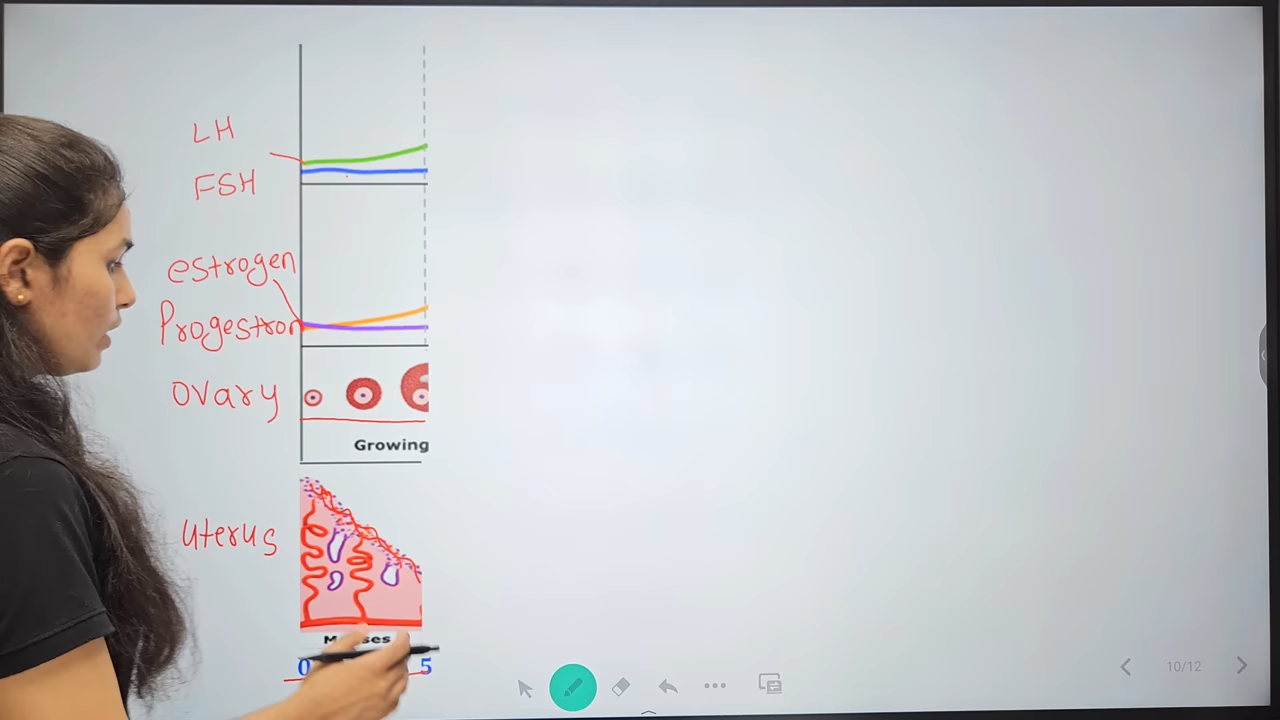 LH
FSH
estrogen
Progestron
ovary
Growing
uterus
0 5
10/12